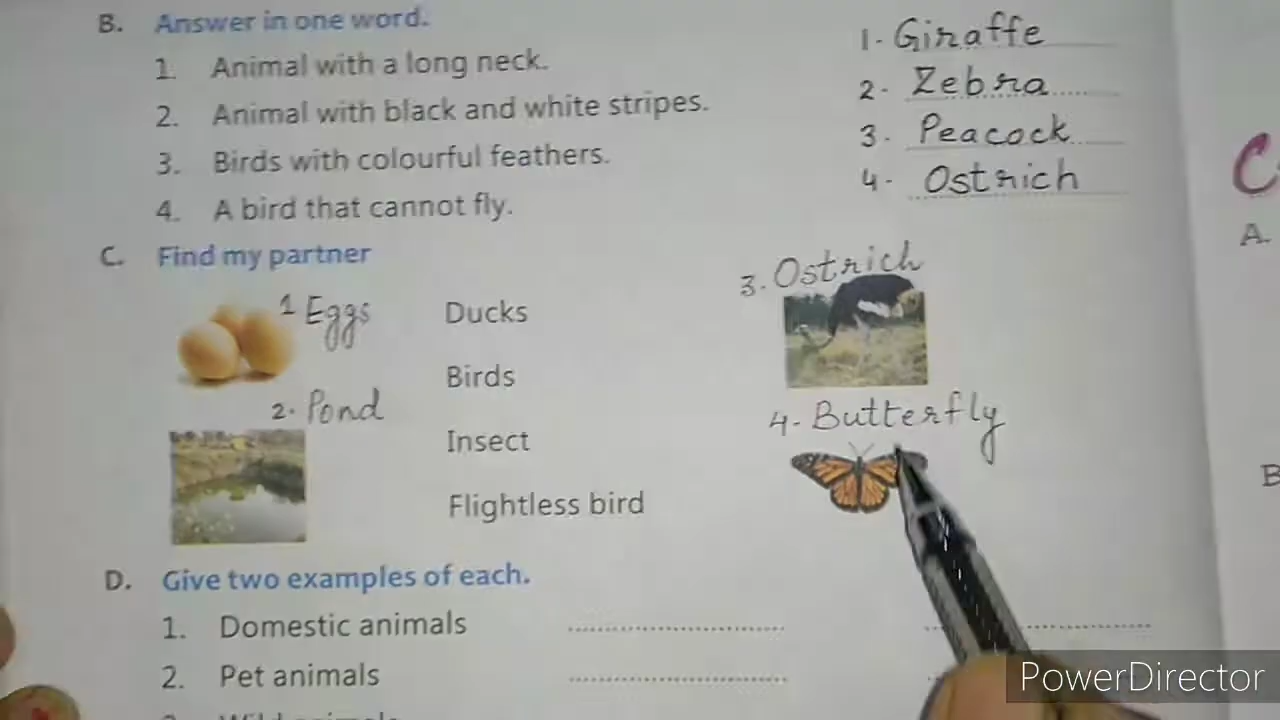 B. Answer in one word.
1. Animal with a long neck.
2. Animal with black and white stripes.
3. Birds with colourful feathers.
4. A bird that cannot fly.
1- Giraffe
2- Zebra
3. Peacock
4- Ostrich
C. Find my partner
1 Eggs
2. Pond
Ducks
Birds
Insect
Flightless bird
3. Ostrich
4- Butterfly
D. Give two examples of each.
1. Domestic animals
2. Pet animals
3. Wild animals
C
A.
B
PowerDirector